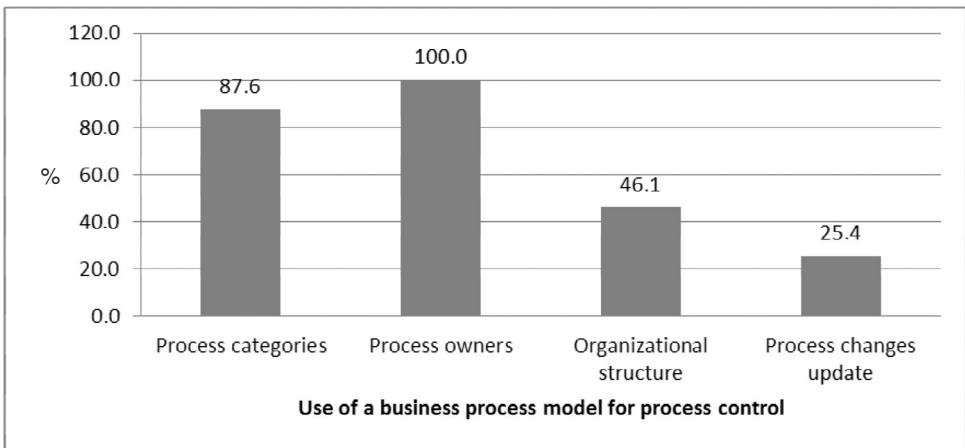 120.0
100.0
80.0
60.0
40.0
20.0
0.0
%
87.6
100.0
46.1
25.4
Process categories
Process owners
Organizational
structure
Process changes
update
Use of a business process model for process control